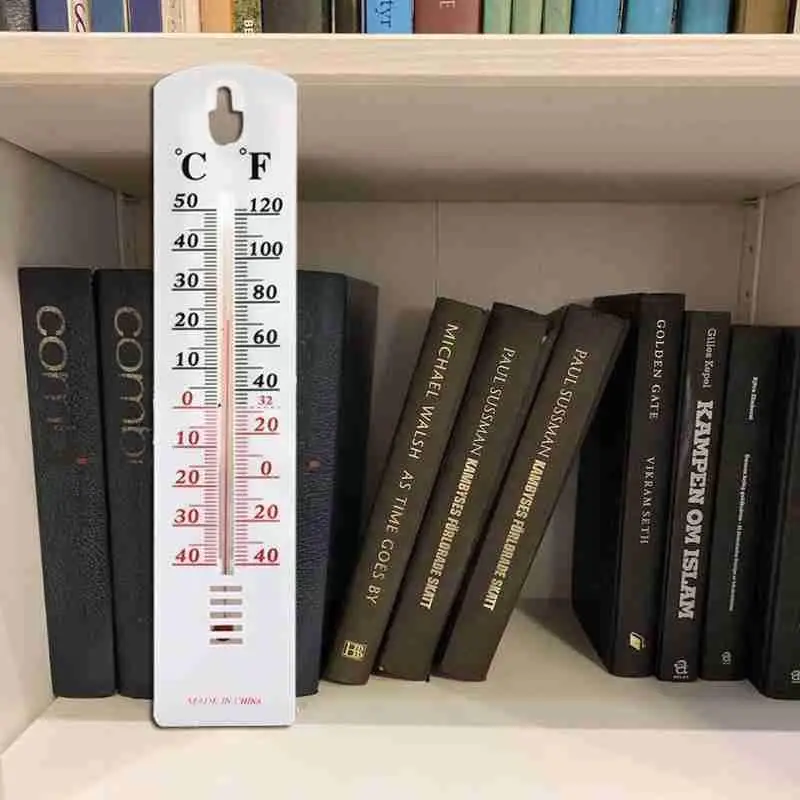 tyr
°C °F
50 120
40 100
30 80
20 60
10 40
0 32
10 20
20 0
30 20
40 40
MADE IN CHINA
combi
combi
MICHAEL WALSH AS TIME GOES BY
PAUL SUSSMAN KAMBYSES FÖRLORADE SKATT
PAUL SUSSMAN KAMBYSES FÖRLORADE SKATT
GOLDEN GATE VIKRAM SETH
Gilles Kepel KAMPEN OM ISLAM